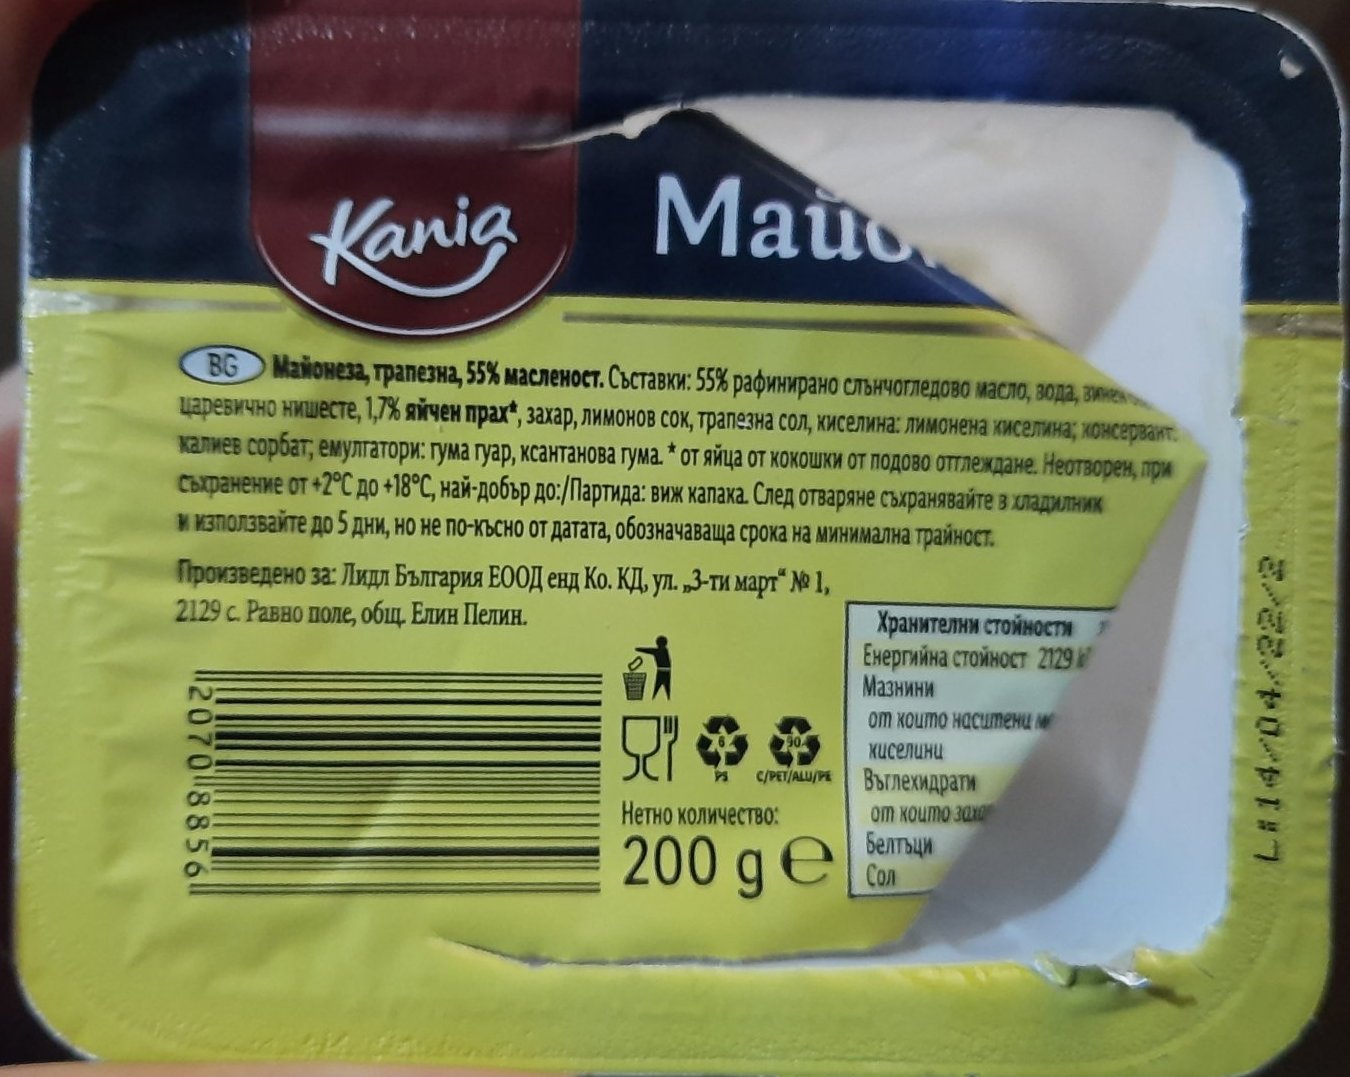 Kania
BG Майонеза, трапезна, 55% масленост. Съставки: 55% рафинирано слънчогледово масло, вода,
царевично нишесте, 1,7% яйчен прах*, захар, лимонов сок, трапезна сол, киселина: лимонена киселина; консервант:
калиев сорбат; емулгатори: гума гуар, ксантанова гума. * от яйца от кокошки от подово отглеждане. Неотворен, при
съхранение от +2°C до +18°C, най-добър до:/Партида: виж капака. След отваряне съхранявайте в хладилник
и използвайте до 5 дни, но не по-късно от датата, обозначаваща срока на минимална трайност.
Произведено за: Лидл България ЕООД енд Ко. КД, ул. „3-ти март“ № 1,
2129 с. Равно поле, общ. Елин Пелин.
Хранителни стойности
Енергийна стойност 2129
Мазнини
от които наситени
киселини
Въглехидрати
от които
Белтъци
Сол
2070 8856
6
PS
90
C/PET/ALU/PE
Нетно количество:
200 g e